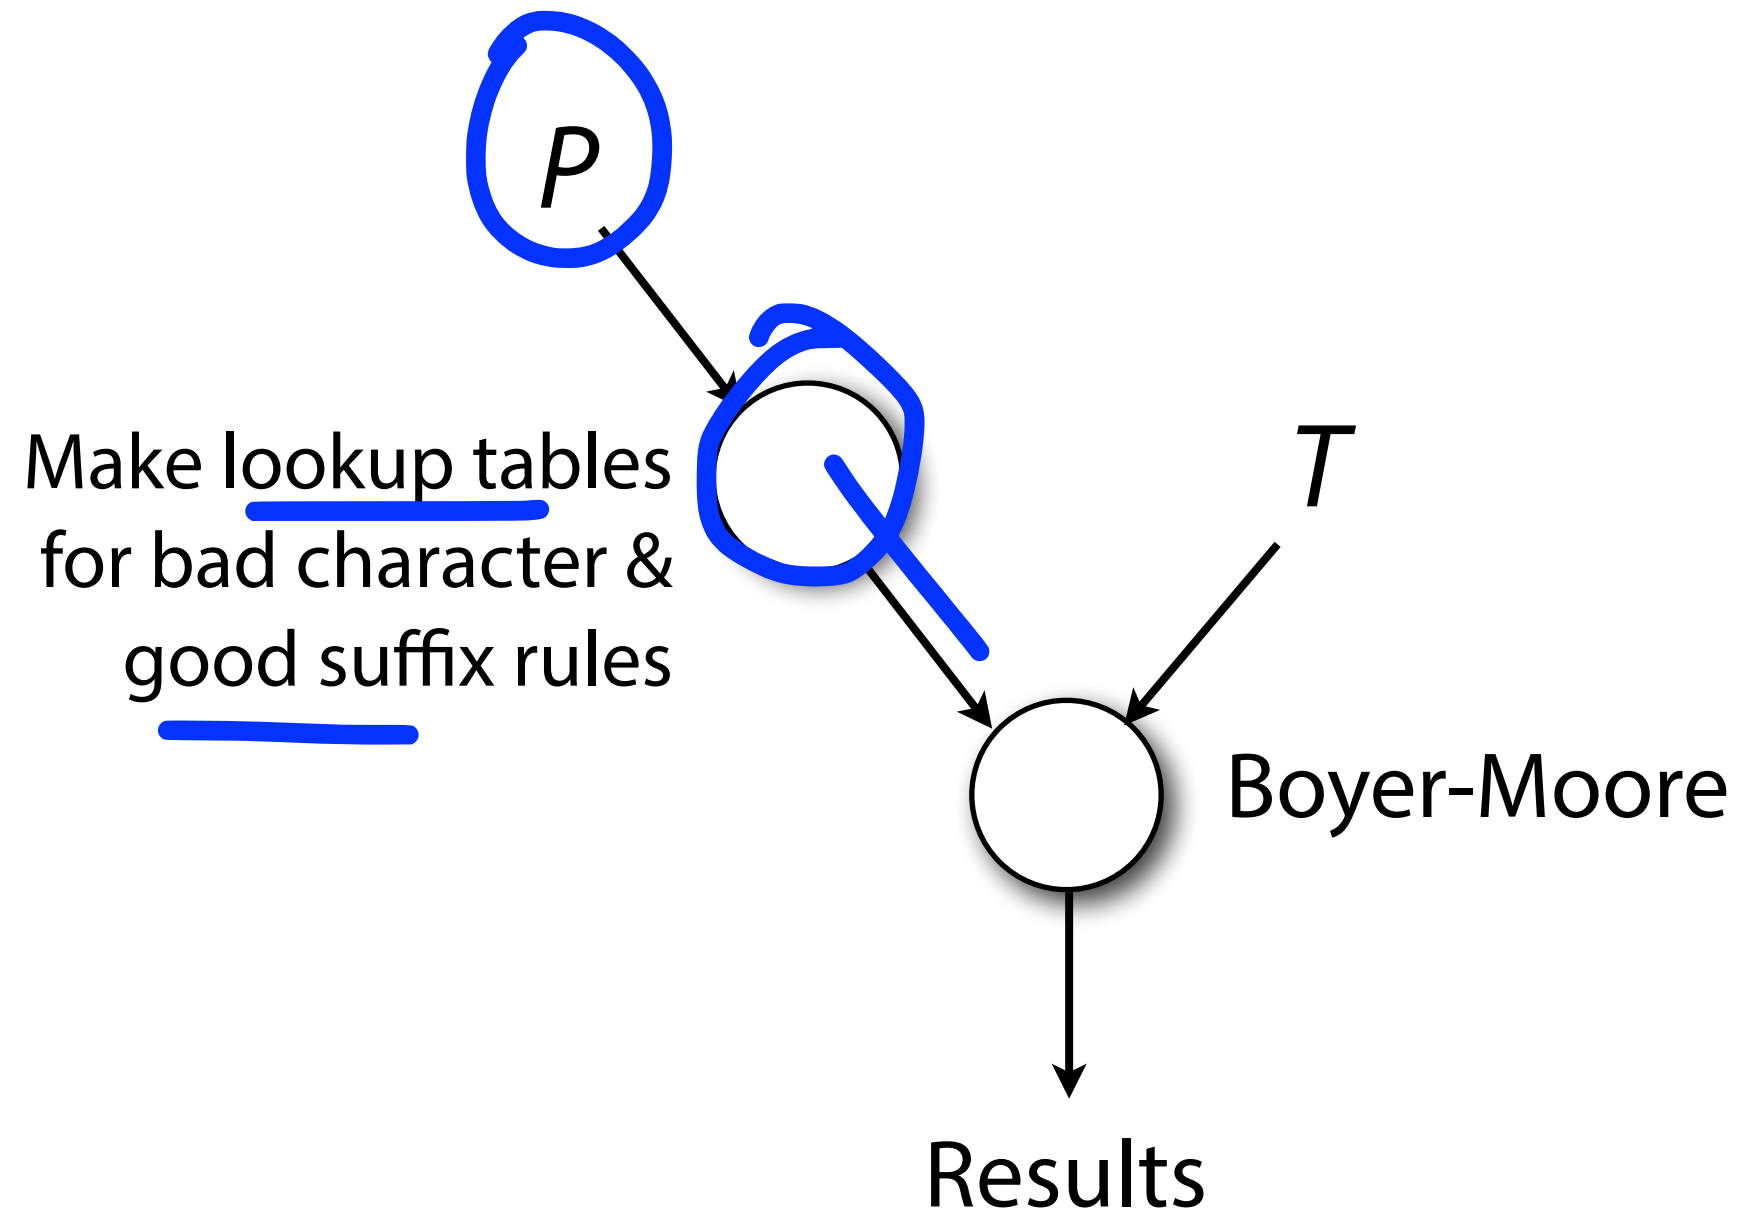 P
Make lookup tables
for bad character &
good suffix rules
T
Boyer-Moore
Results